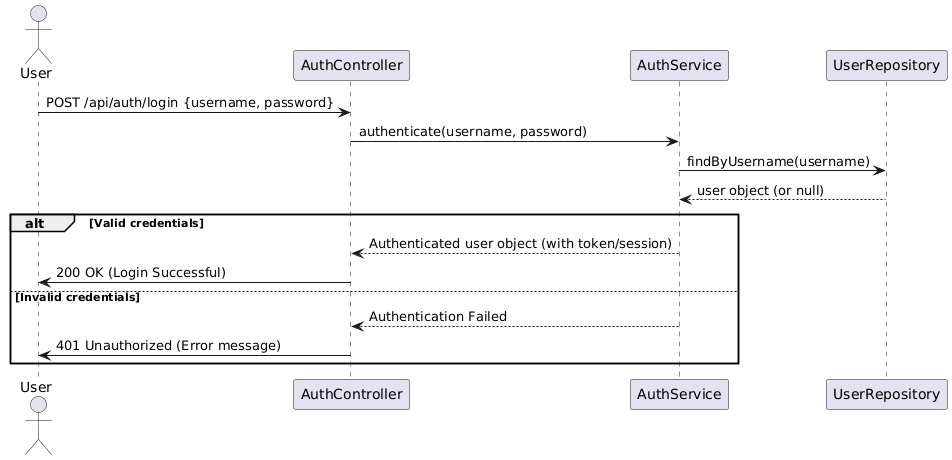 User
AuthController
AuthService
UserRepository
POST /api/auth/login {username, password}
authenticate(username, password)
findByUsername(username)
user object (or null)
alt
[Valid credentials]
Authenticated user object (with token/session)
200 OK (Login Successful)
[Invalid credentials]
Authentication Failed
401 Unauthorized (Error message)
User
AuthController
AuthService
UserRepository